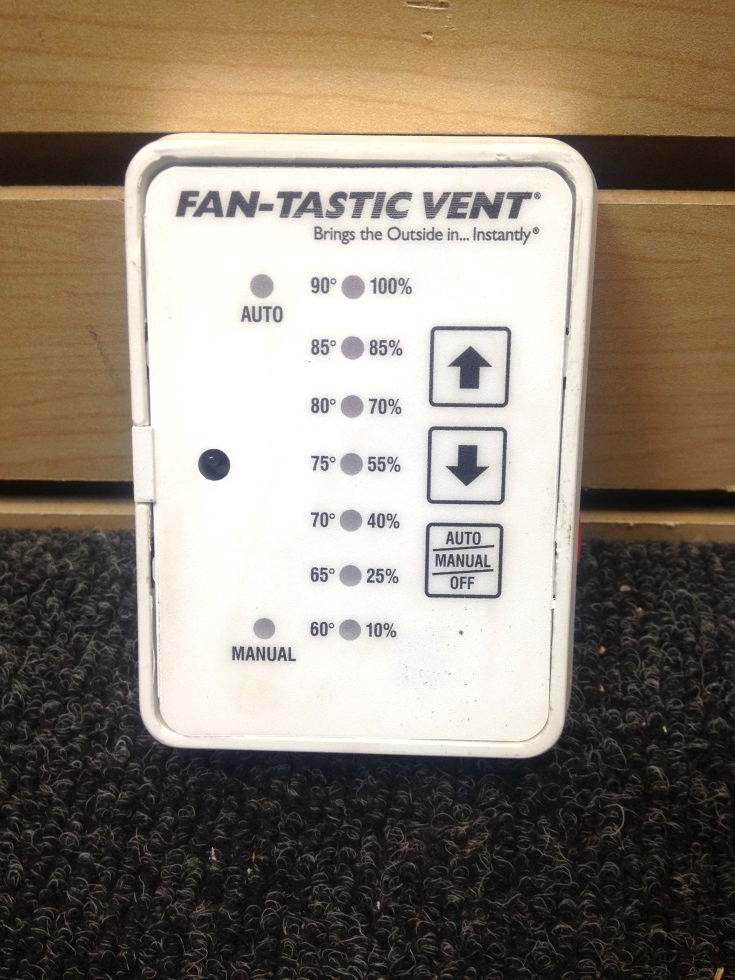 FAN-TASTIC VENT®
Brings the Outside in... Instantly®
90° 100%
AUTO
85° 85%
80° 70%
75° 55%
70° 40%
AUTO
MANUAL
OFF
65° 25%
60° 10%
MANUAL